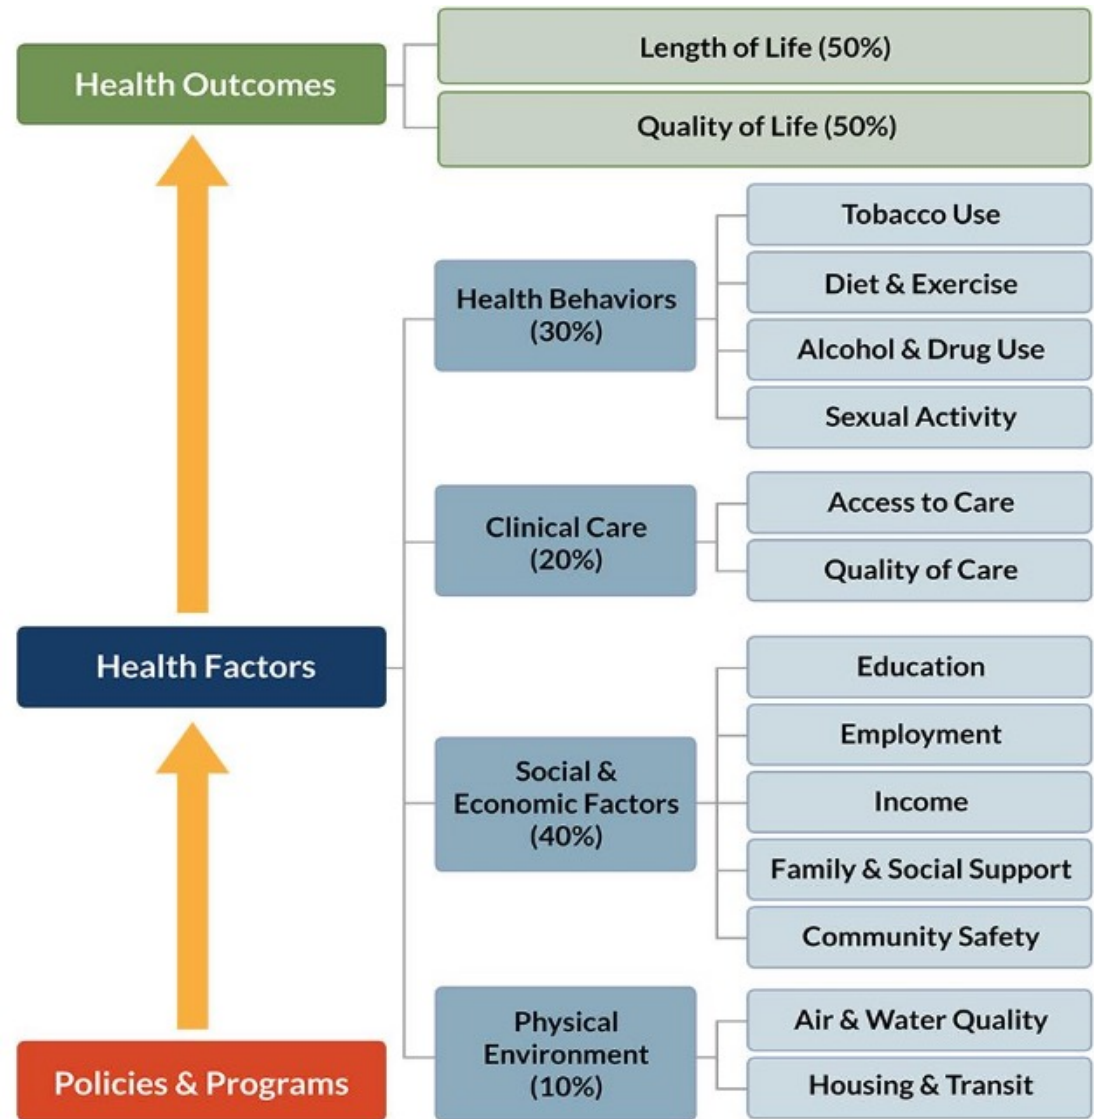 Health Outcomes
Length of Life (50%)
Quality of Life (50%)
Health Factors
Health Behaviors
(30%)
Tobacco Use
Diet & Exercise
Alcohol & Drug Use
Sexual Activity
Clinical Care
(20%)
Access to Care
Quality of Care
Social &
Economic Factors
(40%)
Education
Employment
Income
Family & Social Support
Community Safety
Physical
Environment
(10%)
Air & Water Quality
Housing & Transit
Policies & Programs